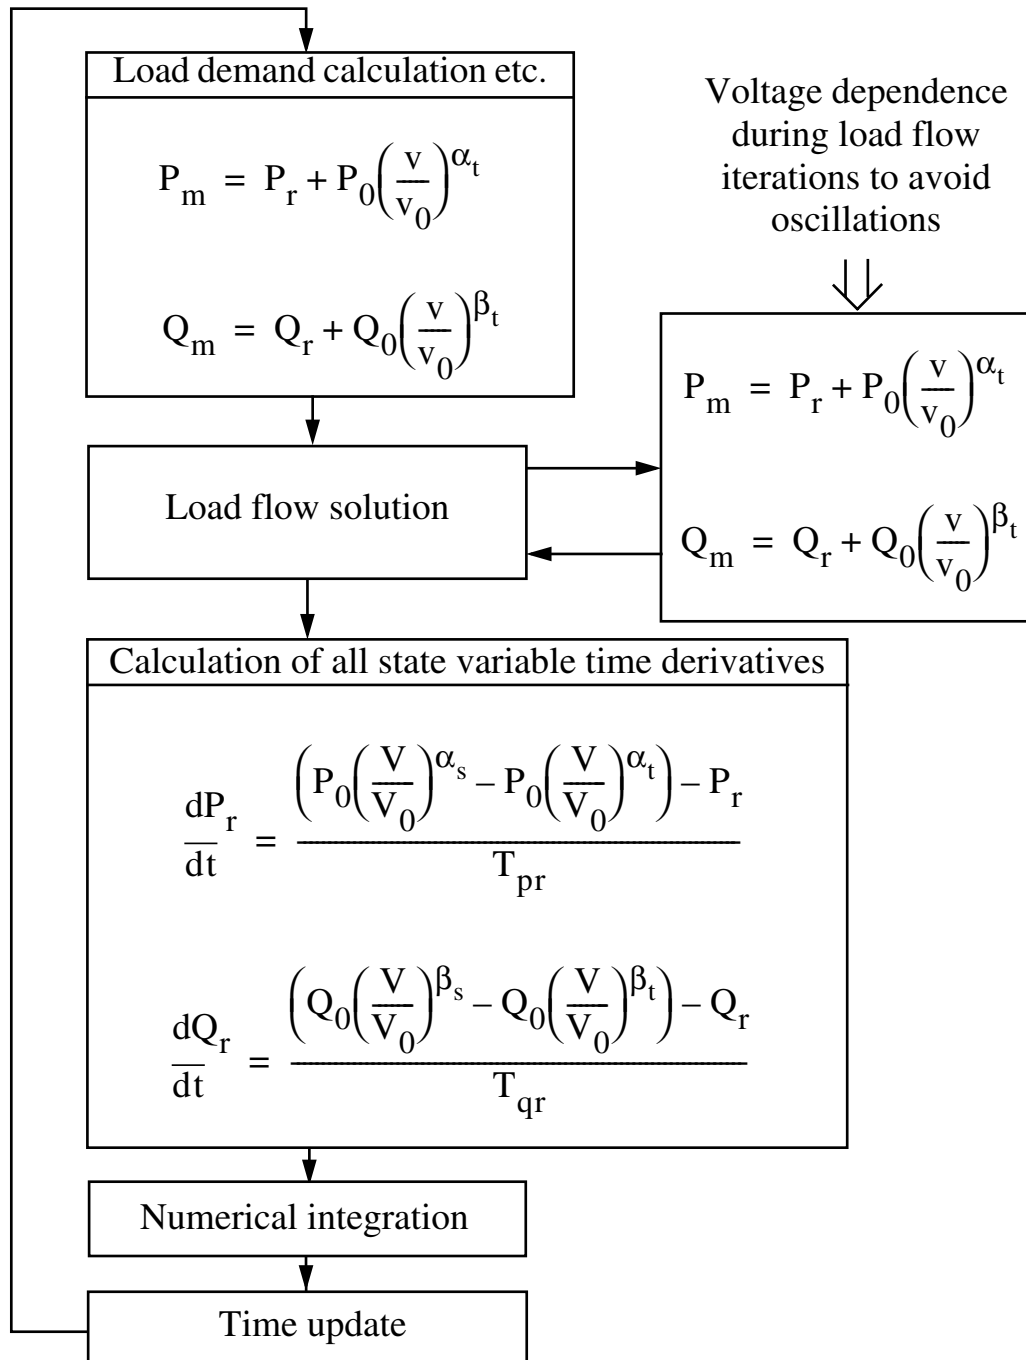 Load demand calculation etc.
P_m = P_r + P_0(v/v_0)^α_t
Q_m = Q_r + Q_0(v/v_0)^β_t
Voltage dependence
during load flow
iterations to avoid
oscillations
P_m = P_r + P_0(v/v_0)^α_t
Q_m = Q_r + Q_0(v/v_0)^β_t
Load flow solution
Calculation of all state variable time derivatives
dP_r/dt = ((P_0(V/V_0)^α_s – P_0(V/V_0)^α_t) – P_r)/T_pr
dQ_r/dt = ((Q_0(V/V_0)^β_s – Q_0(V/V_0)^β_t) – Q_r)/T_qr
Numerical integration
Time update